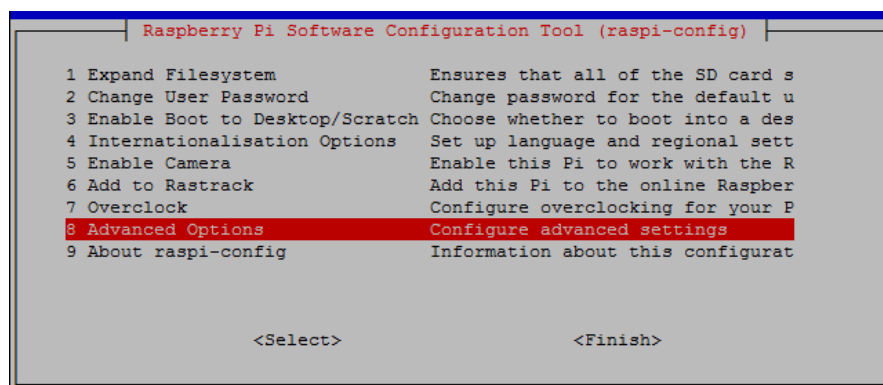 Raspberry Pi Software Configuration Tool (raspi-config)
1 Expand Filesystem Ensures that all of the SD card s
2 Change User Password Change password for the default u
3 Enable Boot to Desktop/Scratch Choose whether to boot into a des
4 Internationalisation Options Set up language and regional sett
5 Enable Camera Enable this Pi to work with the R
6 Add to Rastrack Add this Pi to the online Raspber
7 Overclock Configure overclocking for your P
8 Advanced Options Configure advanced settings
9 About raspi-config Information about this configurat
<Select> <Finish>